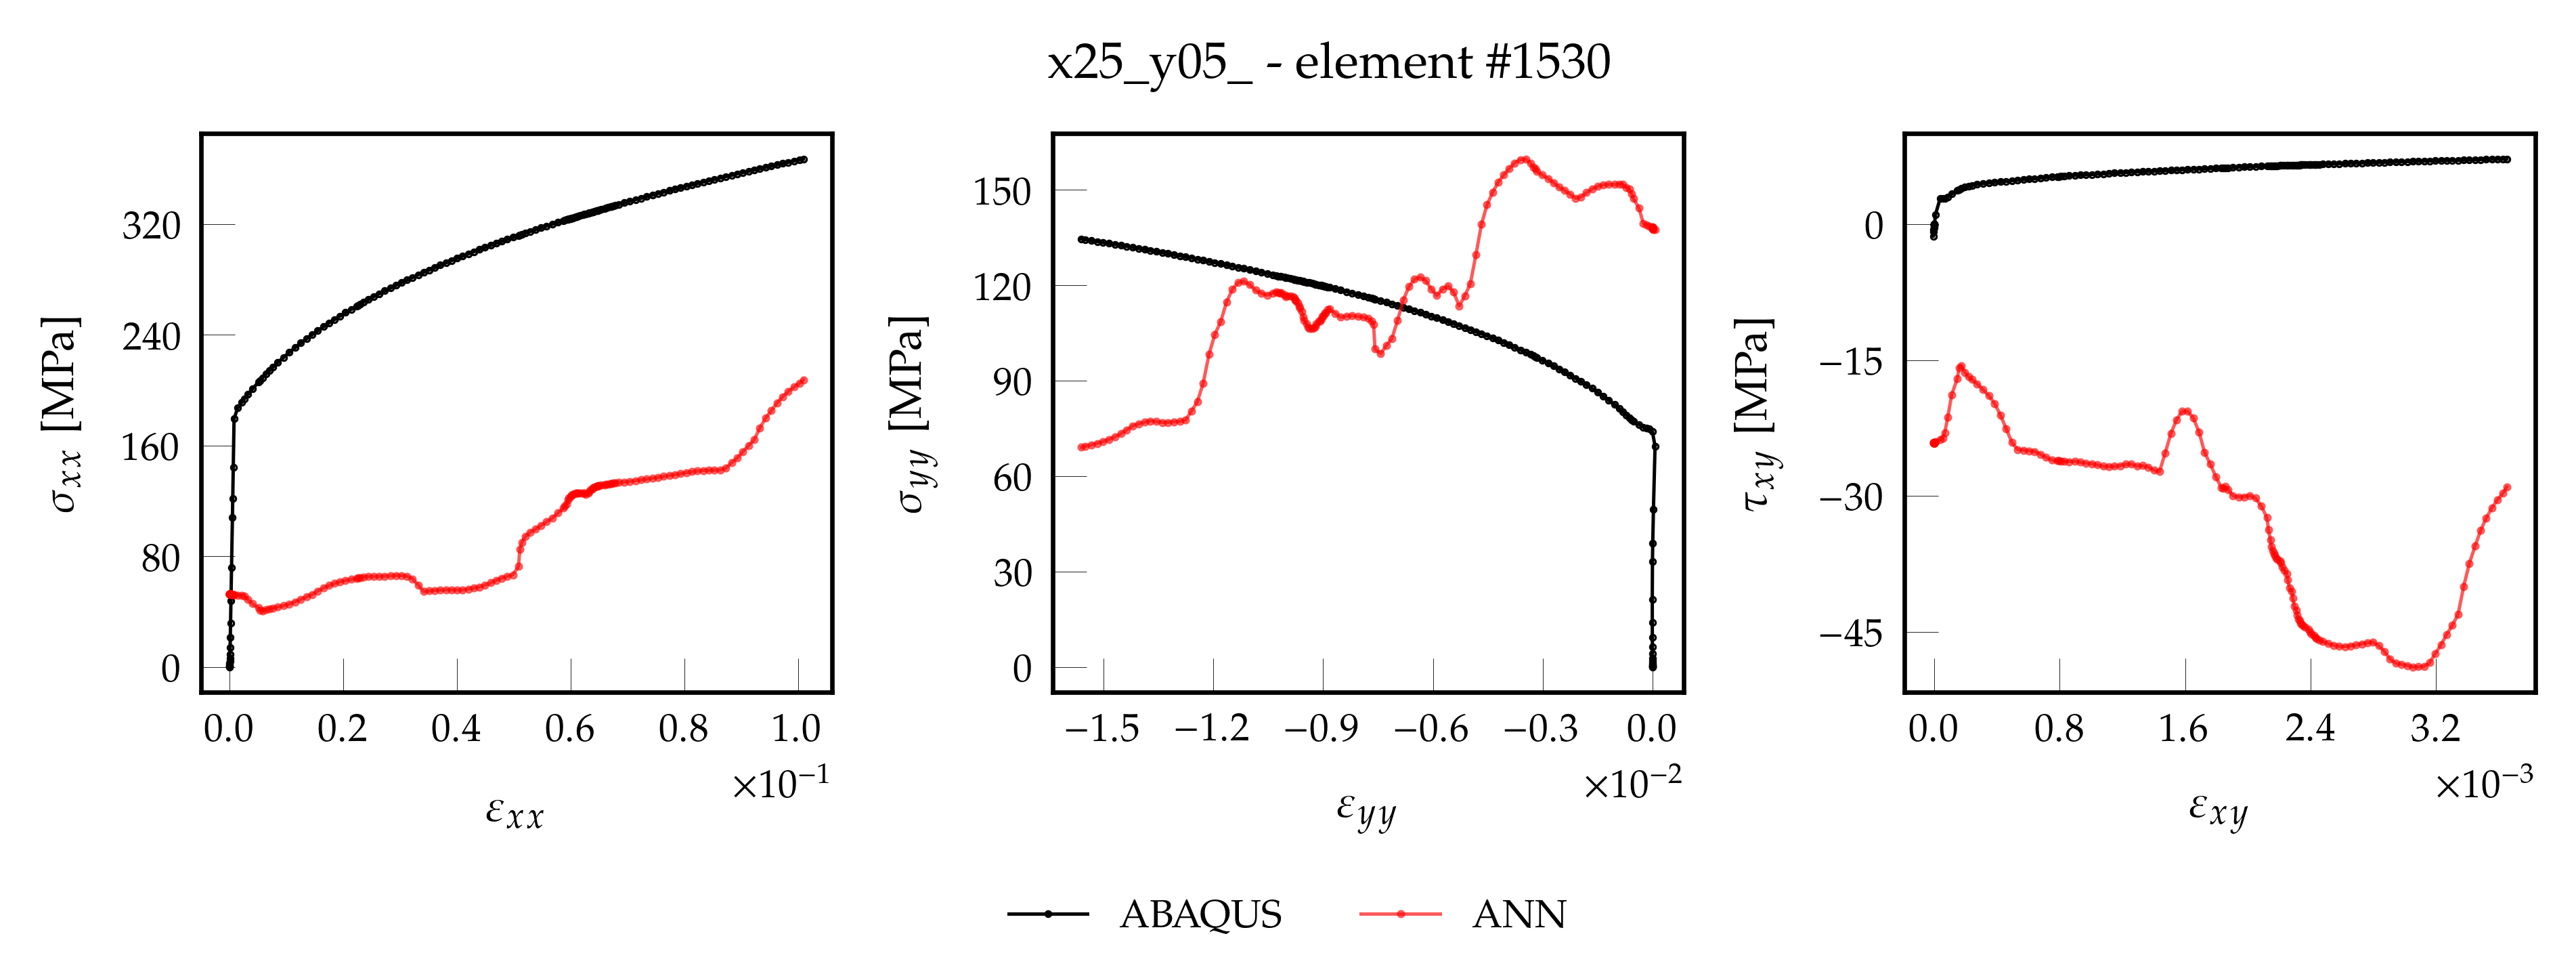 x25_y05_ - element #1530
σxx [MPa]
320
240
160
80
0
0.0 0.2 0.4 0.6 0.8 1.0
×10⁻¹
εxx
σyy [MPa]
150
120
90
60
30
0
−1.5 −1.2 −0.9 −0.6 −0.3 0.0
×10⁻²
εyy
τxy [MPa]
0
−15
−30
−45
0.0 0.8 1.6 2.4 3.2
×10⁻³
εxy
ABAQUS ANN